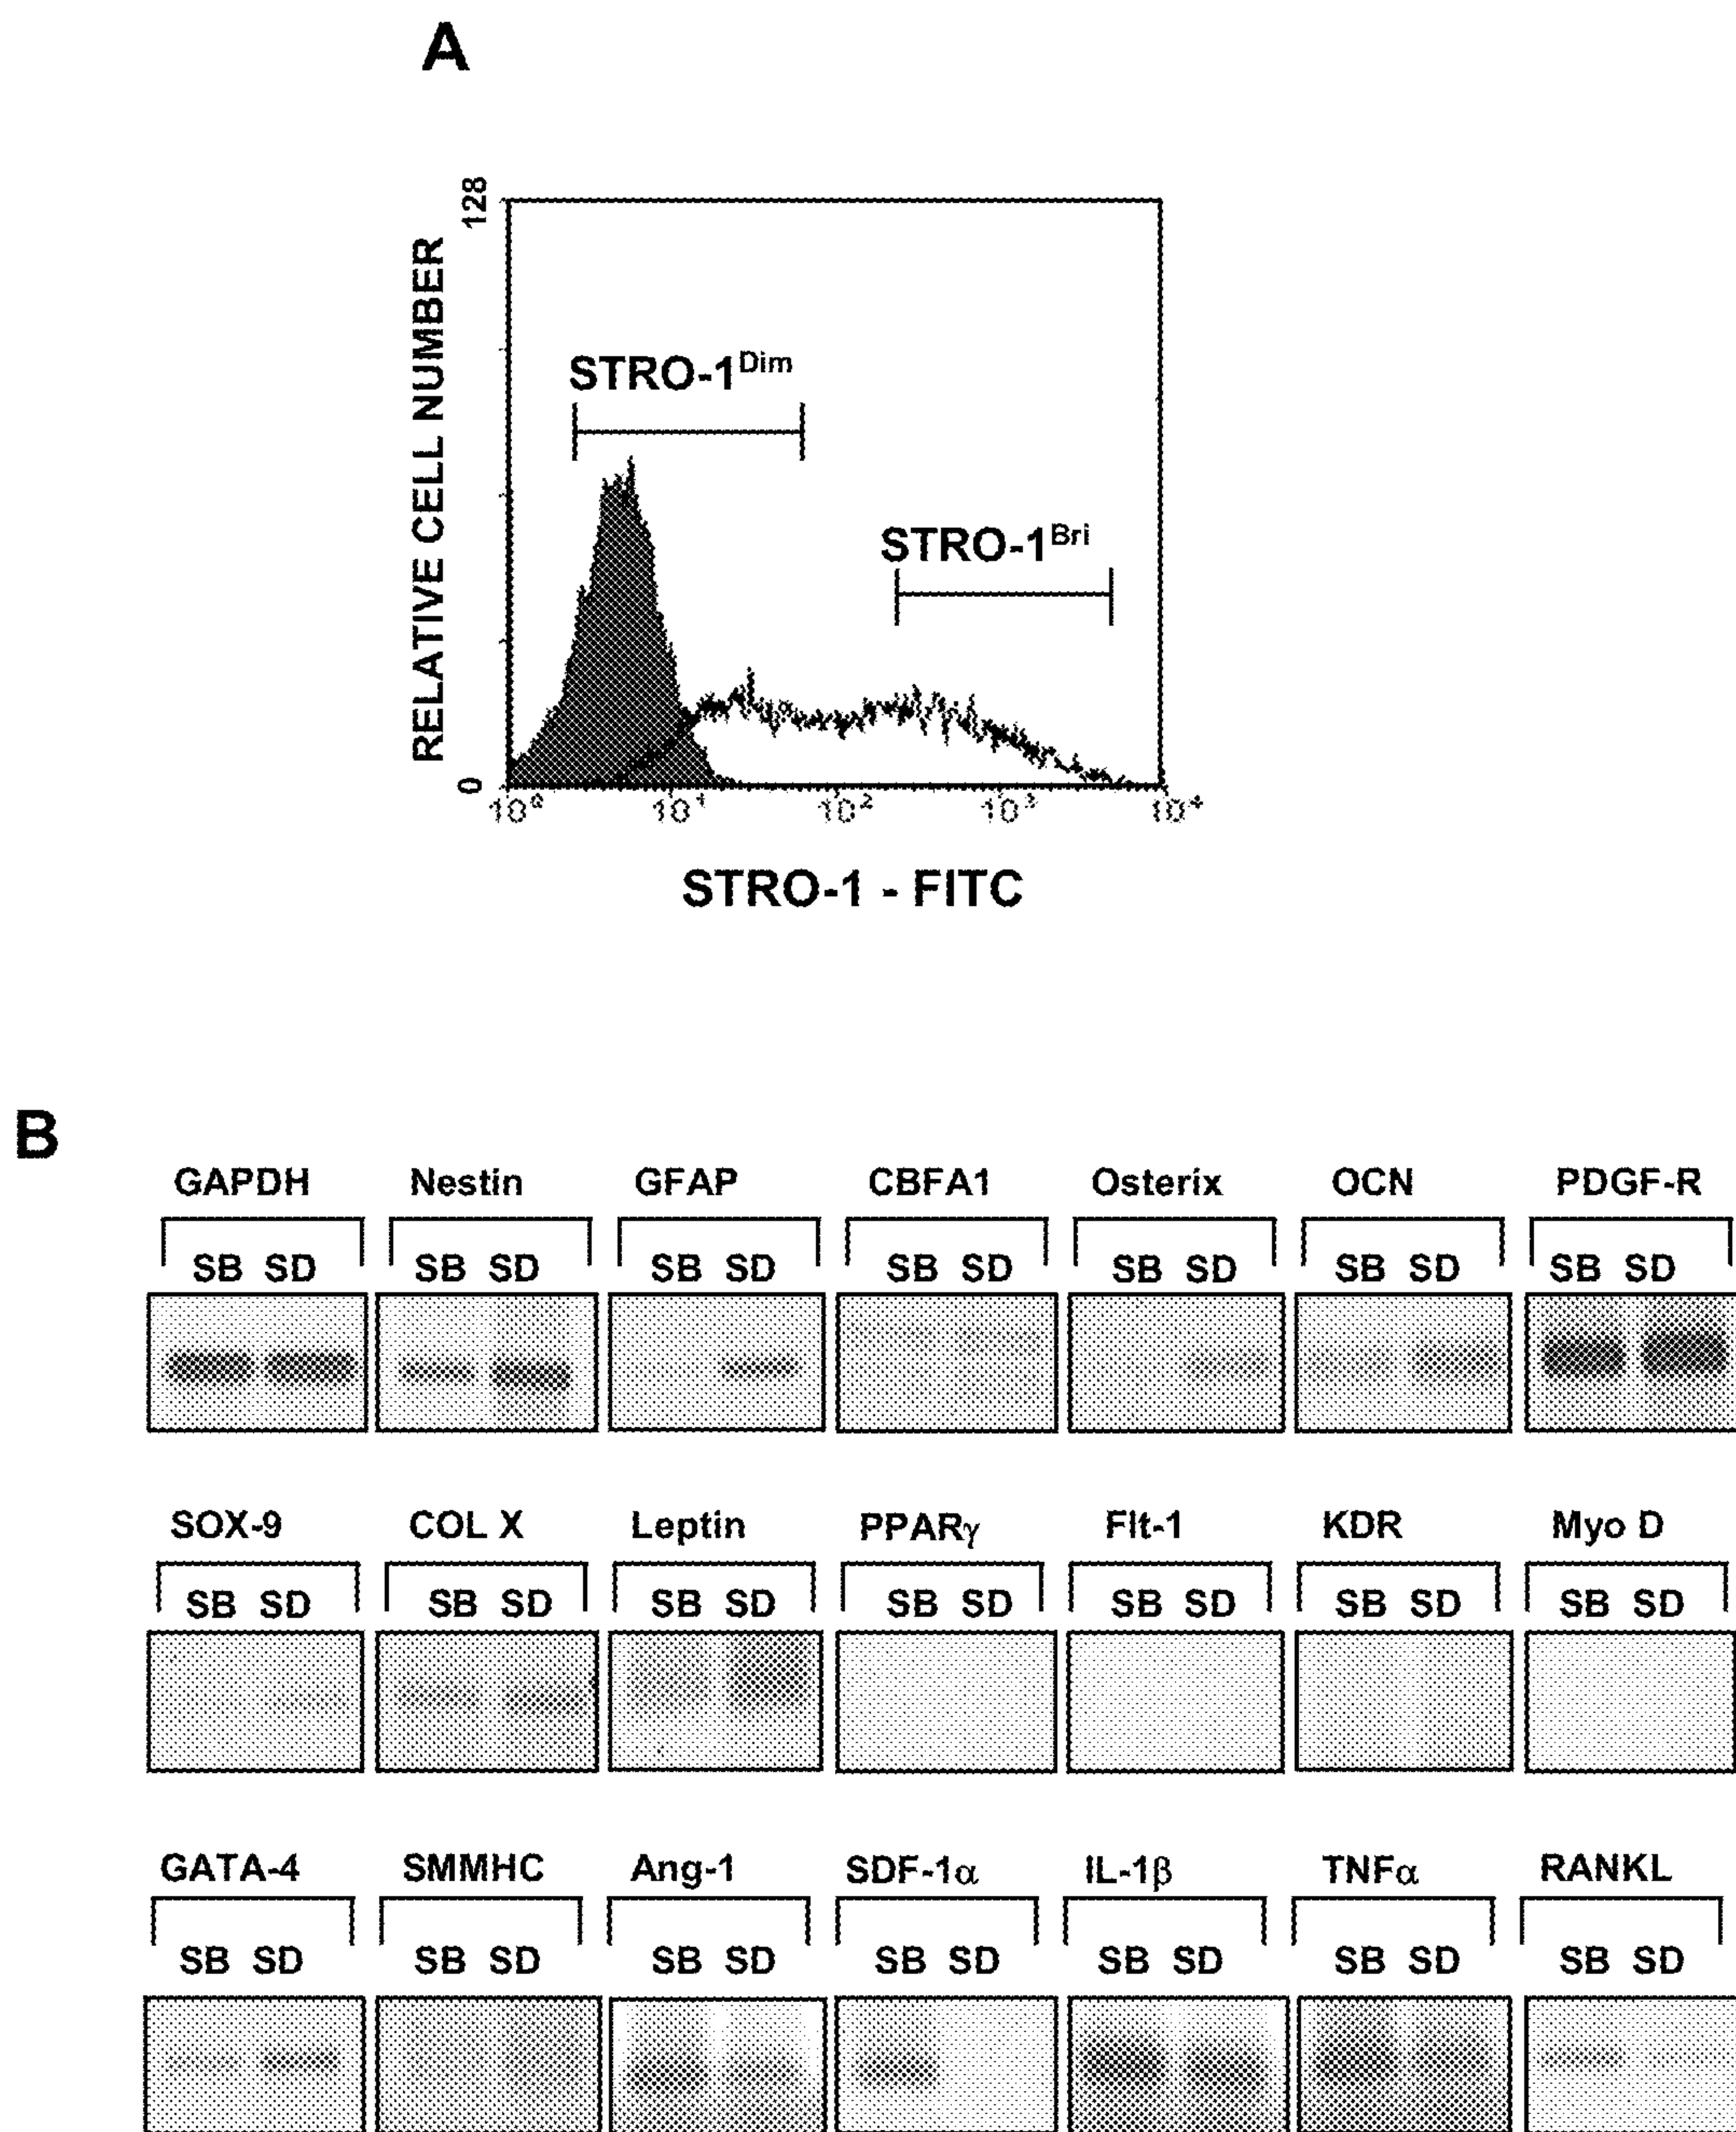 A
128
RELATIVE CELL NUMBER
STRO-1Dim
STRO-1Bri
0
10⁰ 10¹ 10² 10³ 10⁴
STRO-1 - FITC
B
GAPDH Nestin GFAP CBFA1 Osterix OCN PDGF-R
SB SD SB SD SB SD SB SD SB SD SB SD SB SD
SOX-9 COL X Leptin PPARγ Flt-1 KDR Myo D
SB SD SB SD SB SD SB SD SB SD SB SD SB SD
GATA-4 SMMHC Ang-1 SDF-1α IL-1β TNFα RANKL
SB SD SB SD SB SD SB SD SB SD SB SD SB SD